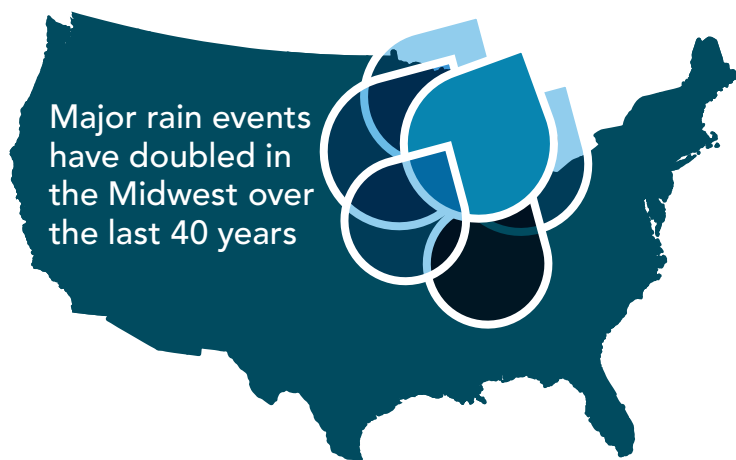 Major rain events
have doubled in
the Midwest over
the last 40 years